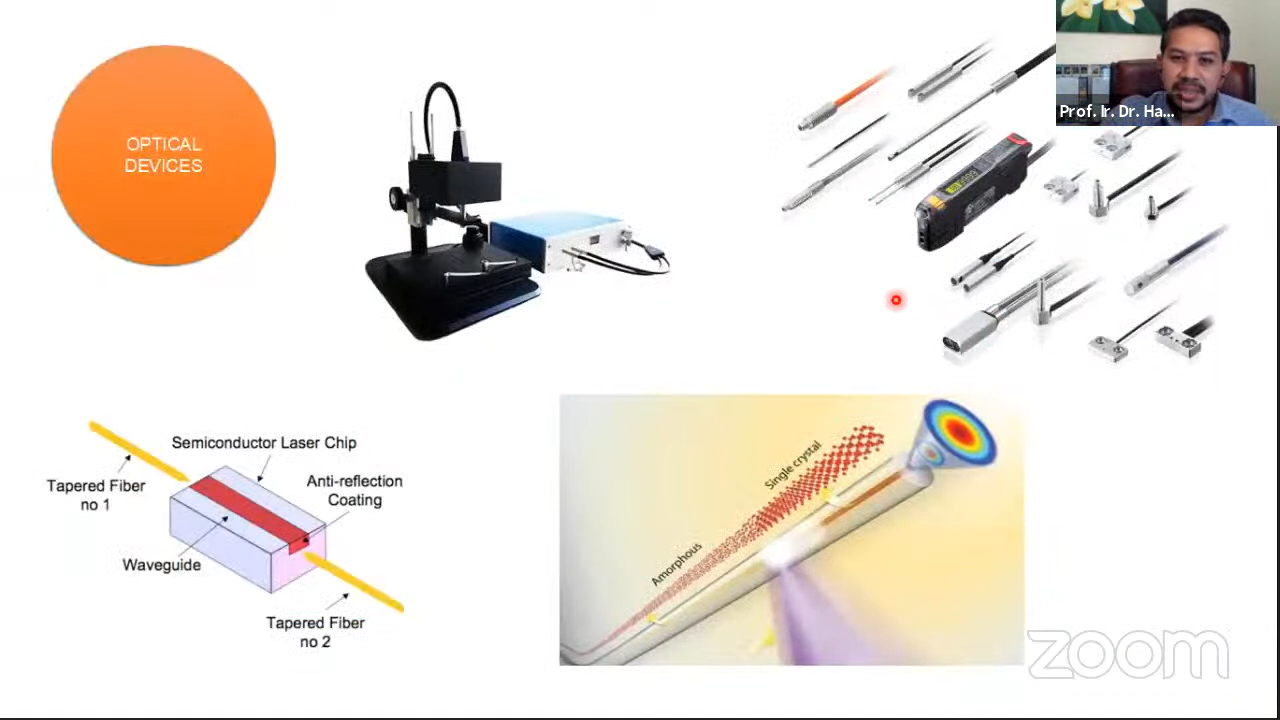 OPTICAL
DEVICES
Prof. Ir. Dr. Ha...
Semiconductor Laser Chip
Tapered Fiber
no 1
Anti-reflection
Coating
Waveguide
Tapered Fiber
no 2
Single crystal
Amorphous
zoom